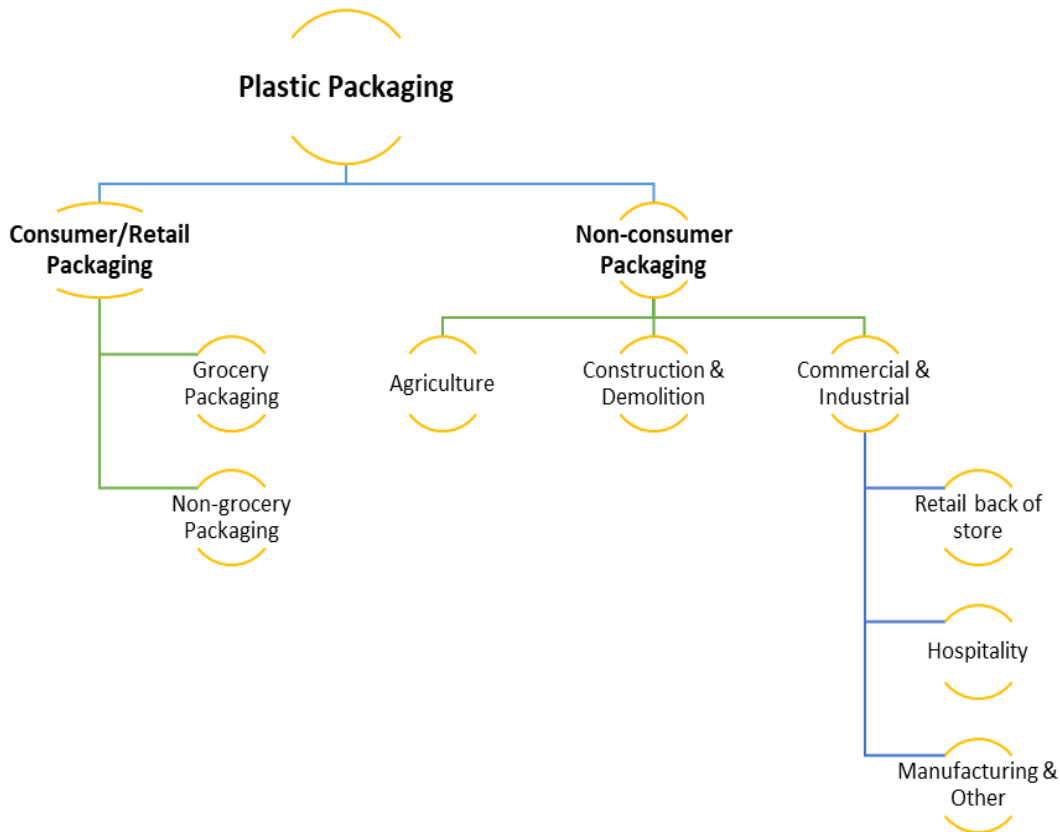 Plastic Packaging
Consumer/Retail
Packaging
Non-consumer
Packaging
Grocery
Packaging
Non-grocery
Packaging
Agriculture
Construction &
Demolition
Commercial &
Industrial
Retail back of
store
Hospitality
Manufacturing &
Other